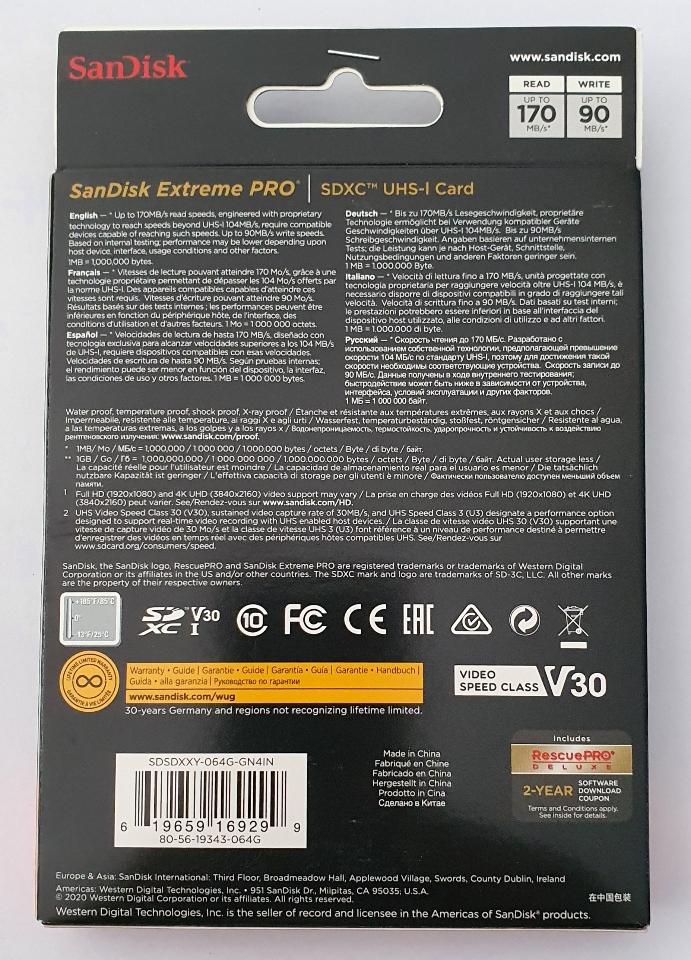 SanDisk
www.sandisk.com
READ
UP TO
170
MB/s*
WRITE
UP TO
90
MB/s*
SanDisk Extreme PRO® | SDXC™ UHS-I Card
English — * Up to 170MB/s read speeds, engineered with proprietary
technology to reach speeds beyond UHS-I 104MB/s, require compatible
devices capable of reaching such speeds. Up to 90MB/s write speeds.
Based on internal testing; performance may be lower depending upon
host device, interface, usage conditions and other factors.
1MB = 1,000,000 bytes.
Français — * Vitesses de lecture pouvant atteindre 170 Mo/s, grâce à une
technologie propriétaire permettant de dépasser les 104 Mo/s offerts par
la norme UHS-I. Des appareils compatibles capables d'atteindre ces
vitesses sont requis. Vitesses d'écriture pouvant atteindre 90 Mo/s.
Résultats basés sur des tests internes ; les performances peuvent être
inférieures en fonction du périphérique hôte, de l'interface, des
conditions d'utilisation et d'autres facteurs. 1 Mo = 1 000 000 octets.
Español — * Velocidades de lectura de hasta 170 MB/s, diseñado con
tecnología exclusiva para alcanzar velocidades superiores a los 104 MB/s
de UHS-I, requiere dispositivos compatibles con esas velocidades.
Velocidades de escritura de hasta 90 MB/s. Según pruebas internas;
el rendimiento puede ser menor en función del dispositivo, la interfaz,
las condiciones de uso y otros factores. 1 MB = 1 000 000 bytes.
Deutsch — * Bis zu 170MB/s Lesegeschwindigkeit, proprietäre
Technologie ermöglicht bei Verwendung kompatibler Geräte
Geschwindigkeiten über UHS-I 104MB/s. Bis zu 90MB/s
Schreibgeschwindigkeit. Angaben basieren auf unternehmensinternen
Tests; die Leistung kann je nach Host-Gerät, Schnittstelle,
Nutzungsbedingungen und anderen Faktoren geringer sein.
1 MB = 1.000.000 Byte.
Italiano — * Velocità di lettura fino a 170 MB/s, unità progettate con
tecnologia proprietaria per raggiungere velocità oltre UHS-I 104 MB/s, è
necessario disporre di dispositivi compatibili in grado di raggiungere tali
velocità. Velocità di scrittura fino a 90 MB/s. Dati basati su test interni;
le prestazioni potrebbero essere inferiori in base all'interfaccia del
dispositivo host utilizzato, alle condizioni di utilizzo e ad altri fattori.
1 MB = 1.000.000 di byte.
Русский — * Скорость чтения до 170 МБ/с. Разработано с
использованием собственной технологии, предполагающей превышение
скорости 104 МБ/с по стандарту UHS-I, поэтому для достижения такой
скорости необходимы соответствующие устройства. Скорость записи до
90 МБ/с. Данные получены в ходе внутреннего тестирования;
быстродействие может быть ниже в зависимости от устройства,
интерфейса, условий эксплуатации и других факторов.
1 МБ = 1 000 000 байт.
Water proof, temperature proof, shock proof, X-ray proof / Étanche et résistante aux températures extrêmes, aux rayons X et aux chocs /
Impermeabile, resistente alle temperature, ai raggi X e agli urti / Wasserfest, temperaturbeständig, stoßfest, röntgensicher / Resistente al agua,
a las temperaturas extremas, a los golpes y a los rayos x / Водонепроницаемость, термостойкость, ударопрочность и устойчивость к воздействию
рентгеновского излучения: www.sandisk.com/proof.
* 1MB/ Mo / МБ/с = 1,000,000 / 1 000 000 / 1.000.000 bytes / octets / Byte / di byte / байт.
** 1GB / Go / Гб = 1,000,000,000 / 1 000 000 000 / 1.000.000.000 bytes / octets / Byte / di byte / байт. Actual user storage less /
La capacité réelle pour l'utilisateur est moindre / La capacidad de almacenamiento real para el usuario es menor / Die tatsächlich
nutzbare Kapazität ist geringer / L'effettiva capacità di storage per gli utenti è minore / Фактически пользователю доступен меньший объем
памяти.
1 Full HD (1920x1080) and 4K UHD (3840x2160) video support may vary / La prise en charge des vidéos Full HD (1920x1080) et 4K UHD
(3840x2160) peut varier. See/Rendez-vous sur www.sandisk.com/HD.
2 UHS Video Speed Class 30 (V30), sustained video capture rate of 30MB/s, and UHS Speed Class 3 (U3) designate a performance option
designed to support real-time video recording with UHS enabled host devices. / La classe de vitesse vidéo UHS 30 (V30) supportant une
vitesse de capture vidéo de 30 Mo/s et la classe de vitesse UHS 3 (U3) font référence à un niveau de performance destiné à permettre
d'enregistrer des vidéos en temps réel avec des périphériques hôtes compatibles UHS. See/Rendez-vous sur
www.sdcard.org/consumers/speed.
SanDisk, the SanDisk logo, RescuePRO and SanDisk Extreme PRO are registered trademarks or trademarks of Western Digital
Corporation or its affiliates in the US and/or other countries. The SDXC mark and logo are trademarks of SD-3C, LLC. All other marks
are the property of their respective owners.
+185°F/85°C
0°
-13°F/25°C
SD XC™ I V30
10
FC
CE
EAC
LIFETIME LIMITED WARRANTY
GARANTIE À VIE LIMITÉE
Warranty • Guide | Garantie • Guide | Garantía • Guía | Garantie • Handbuch |
Guida • alla garanzia | Руководство по гарантии
www.sandisk.com/wug
30-years Germany and regions not recognizing lifetime limited.
VIDEO
SPEED CLASS V30
SDSDXXY-064G-GN4IN
6 19659 16929 9
80-56-19343-064G
Made in China
Fabriqué en Chine
Fabricado en China
Hergestellt in China
Prodotto in Cina
Сделано в Китае
Includes
RescuePRO®
DELUXE
2-YEAR SOFTWARE
DOWNLOAD
COUPON
Terms and Conditions apply.
See inside for details.
Europe & Asia: SanDisk International: Third Floor, Broadmeadow Hall, Applewood Village, Swords, County Dublin, Ireland
Americas: Western Digital Technologies, Inc. • 951 SanDisk Dr., Milpitas, CA 95035; U.S.A.
© 2020 Western Digital Corporation or its affiliates. All rights reserved.
在中国包装
Western Digital Technologies, Inc. is the seller of record and licensee in the Americas of SanDisk® products.